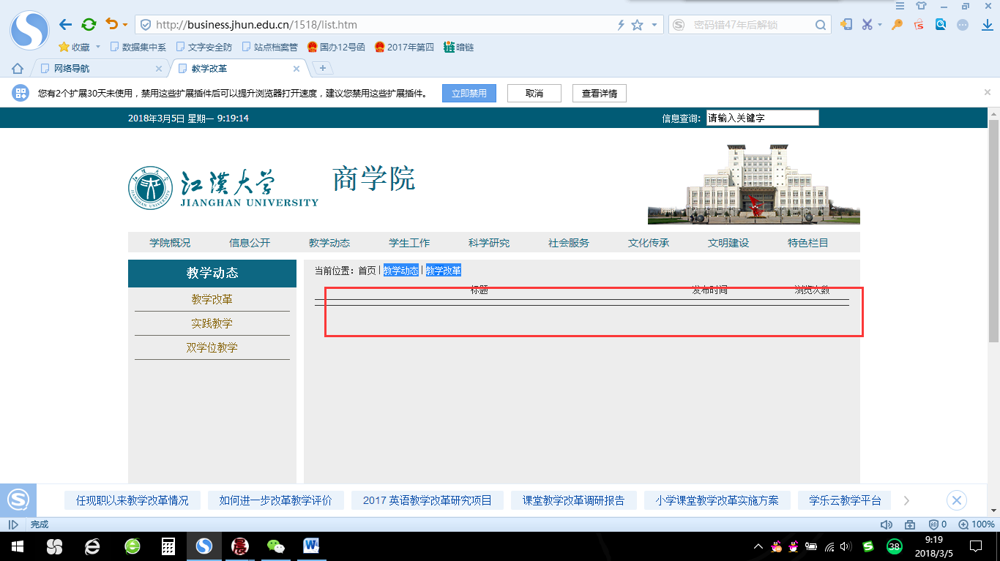 http://business.jhun.edu.cn/1518/list.htm
密码错47年后解锁
收藏 数据集中系 文字安全防 站点档案管 国办12号函 2017年第四 暗链
网络导航 教学改革
您有2个扩展30天未使用，禁用这些扩展插件后可以提升浏览器打开速度，建议您禁用这些扩展插件。 立即禁用 取消 查看详情
2018年3月5日 星期一 9:19:14 信息查询: 请输入关键字
江汉大学 商学院
JIANGHAN UNIVERSITY
学院概况 信息公开 教学动态 学生工作 科学研究 社会服务 文化传承 文明建设 特色栏目
教学动态
教学改革
实践教学
双学位教学
当前位置：首页 | 教学动态 | 教学改革
标题 发布时间 浏览次数
任现职以来教学改革情况 如何进一步改革教学评价 2017 英语教学改革研究项目 课堂教学改革调研报告 小学课堂教学改革实施方案 学乐云教学平台
完成 0 100%
38 9:19
2018/3/5